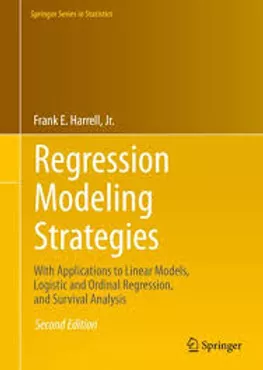 Springer Series in Statistics
Frank E. Harrell, Jr.
Regression
Modeling
Strategies
With Applications to Linear Models,
Logistic and Ordinal Regression,
and Survival Analysis
Second Edition
Springer